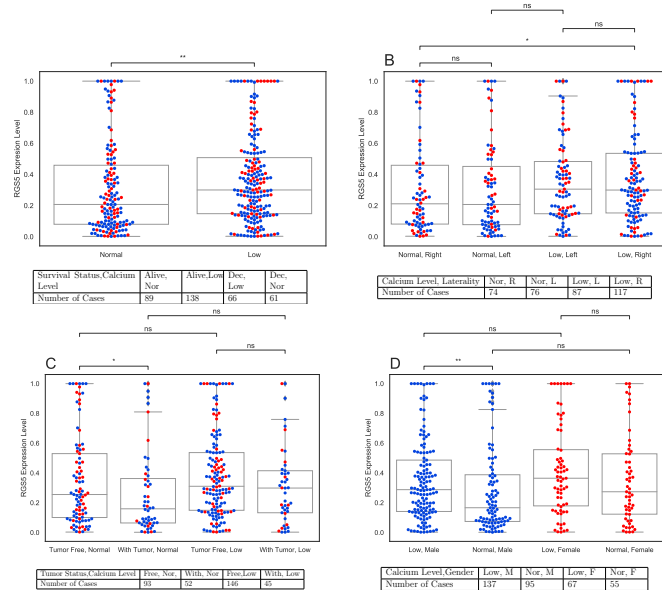 **
1.0
0.8
0.6
0.4
0.2
0.0
RGS5 Expresion Level
Normal
Low
Survival Status,Calcium Level
Alive, Nor
Alive,Low
Dec, Low
Dec, Nor
Number of Cases
89
138
66
61
B
ns
ns
*
ns
1.0
0.8
0.6
0.4
0.2
0.0
RGS5 Expression Level
Normal, Right
Normal, Left
Low, Left
Low, Right
Calcium Level, Laterality
Nor, R
Nor, L
Low, L
Low, R
Number of Cases
74
76
87
117
C
ns
ns
*
ns
ns
1.0
0.8
0.6
0.4
0.2
0.0
RGS5 Expression Level
Tumor Free, Normal
With Tumor, Normal
Tumor Free, Low
With Tumor, Low
Tumor Status,Calcium Level
Free, Nor,
With, Nor
Free,Low
With, Low
Number of Cases
93
52
146
45
D
ns
ns
**
ns
1.0
0.8
0.6
0.4
0.2
0.0
RGS5 Expression Level
Low, Male
Normal, Male
Low, Female
Normal, Female
Calcium Level,Gender
Low, M
Nor, M
Low, F
Nor, F
Number of Cases
137
95
67
55